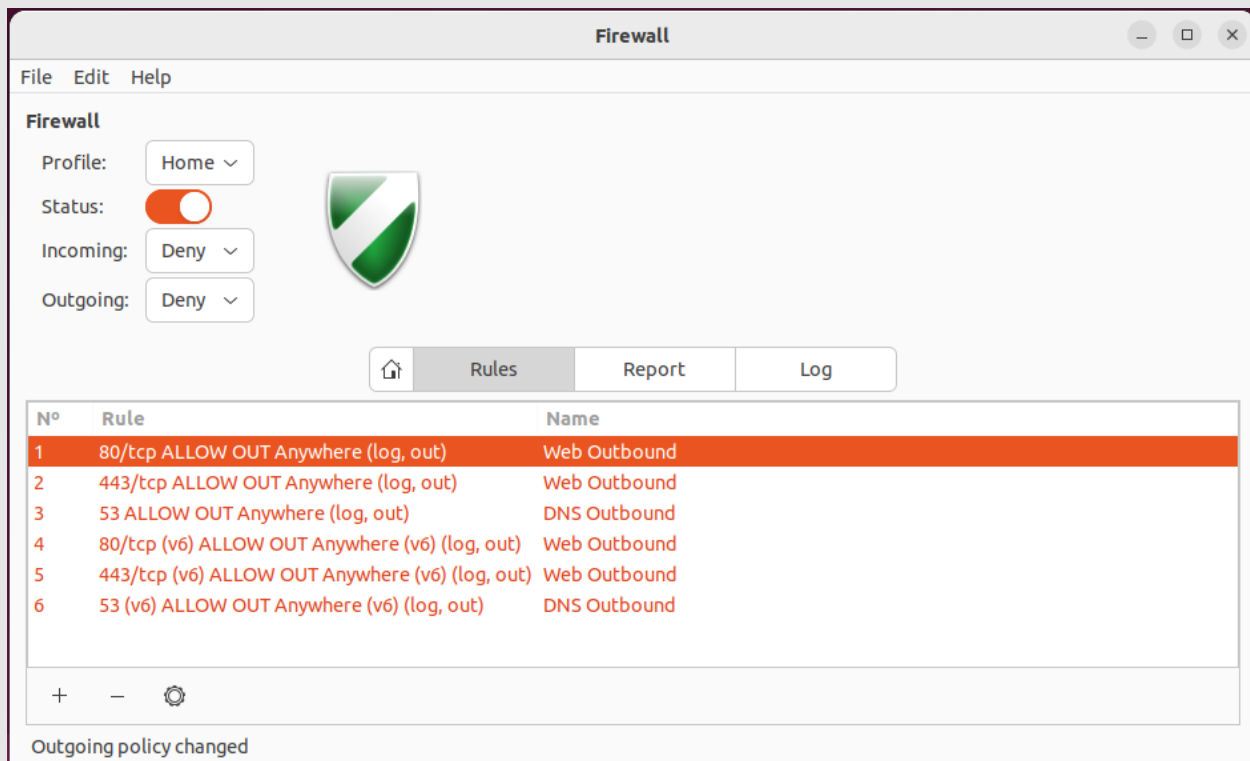 Firewall
File Edit Help
Firewall
Profile: Home
Status:
Incoming: Deny
Outgoing: Deny
Rules Report Log
Nº Rule Name
1 80/tcp ALLOW OUT Anywhere (log, out) Web Outbound
2 443/tcp ALLOW OUT Anywhere (log, out) Web Outbound
3 53 ALLOW OUT Anywhere (log, out) DNS Outbound
4 80/tcp (v6) ALLOW OUT Anywhere (v6) (log, out) Web Outbound
5 443/tcp (v6) ALLOW OUT Anywhere (v6) (log, out) Web Outbound
6 53 (v6) ALLOW OUT Anywhere (v6) (log, out) DNS Outbound
Outgoing policy changed